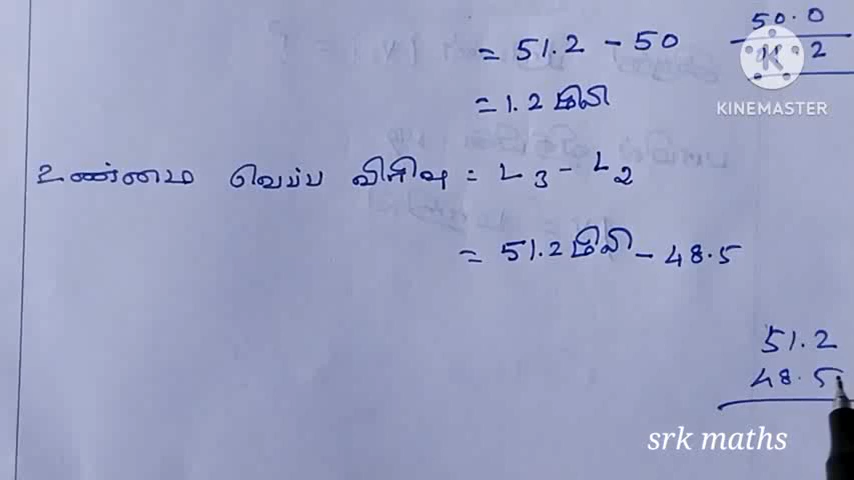 50.0
= 51.2 - 50
1.2
KINEMASTER
= 1.2 மிலி
உண்மை வெப்ப விரிவு = L3 - L2
= 51.2 மிலி - 48.5
51.2
48.5
srk maths